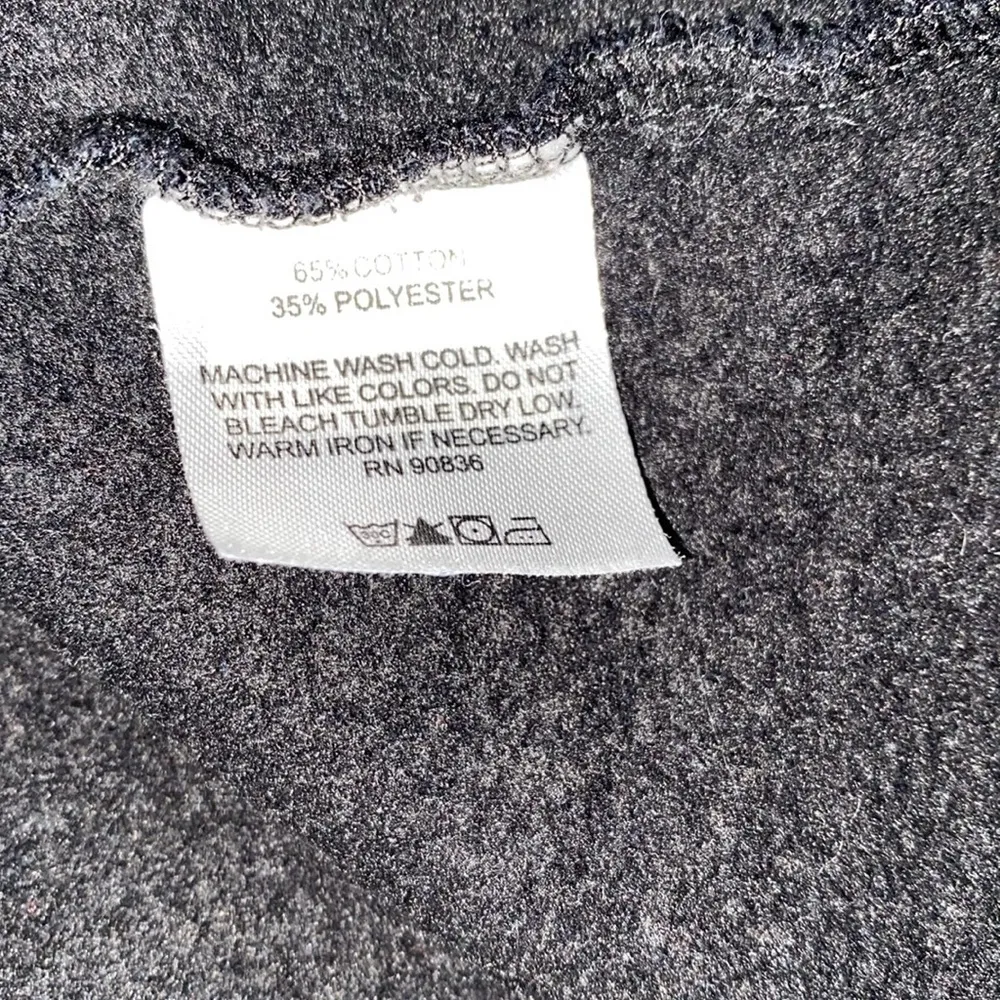 65% COTTON
35% POLYESTER
MACHINE WASH COLD. WASH
WITH LIKE COLORS. DO NOT
BLEACH TUMBLE DRY LOW.
WARM IRON IF NECESSARY.
RN 90836
30C